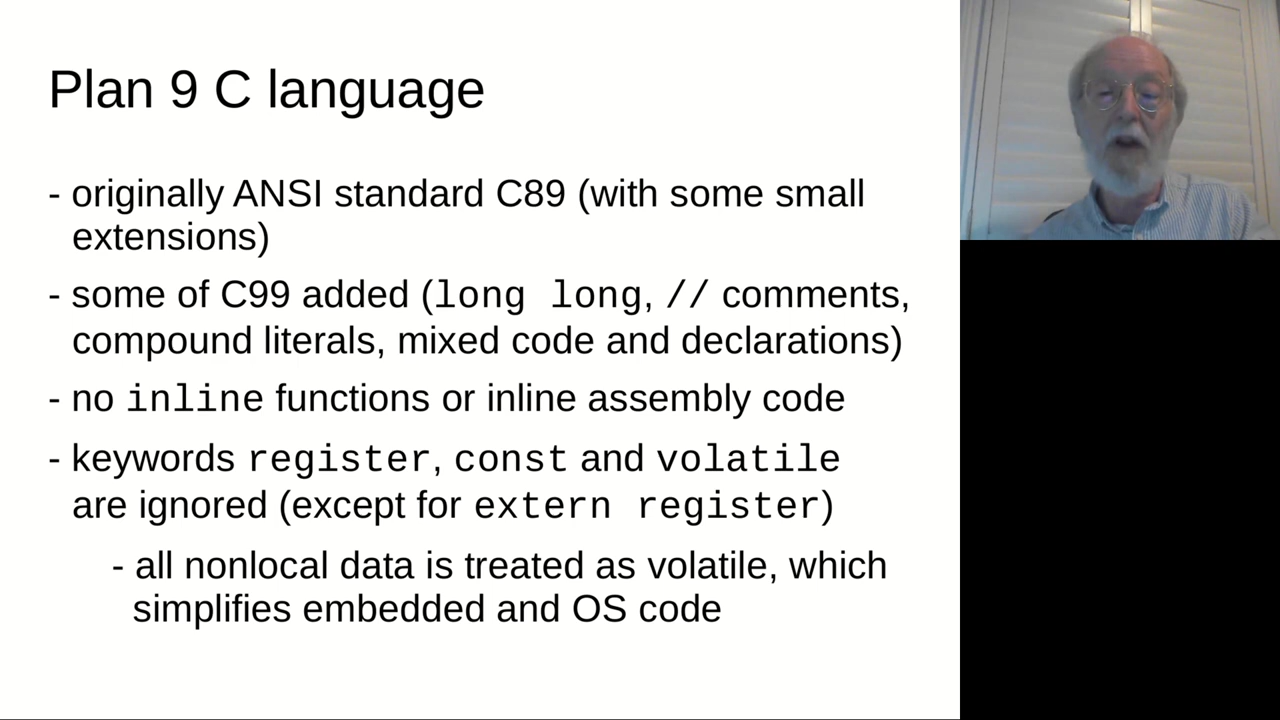 Plan 9 C language
- originally ANSI standard C89 (with some small
extensions)
- some of C99 added (long long, // comments,
compound literals, mixed code and declarations)
- no inline functions or inline assembly code
- keywords register, const and volatile
are ignored (except for extern register)
- all nonlocal data is treated as volatile, which
simplifies embedded and OS code